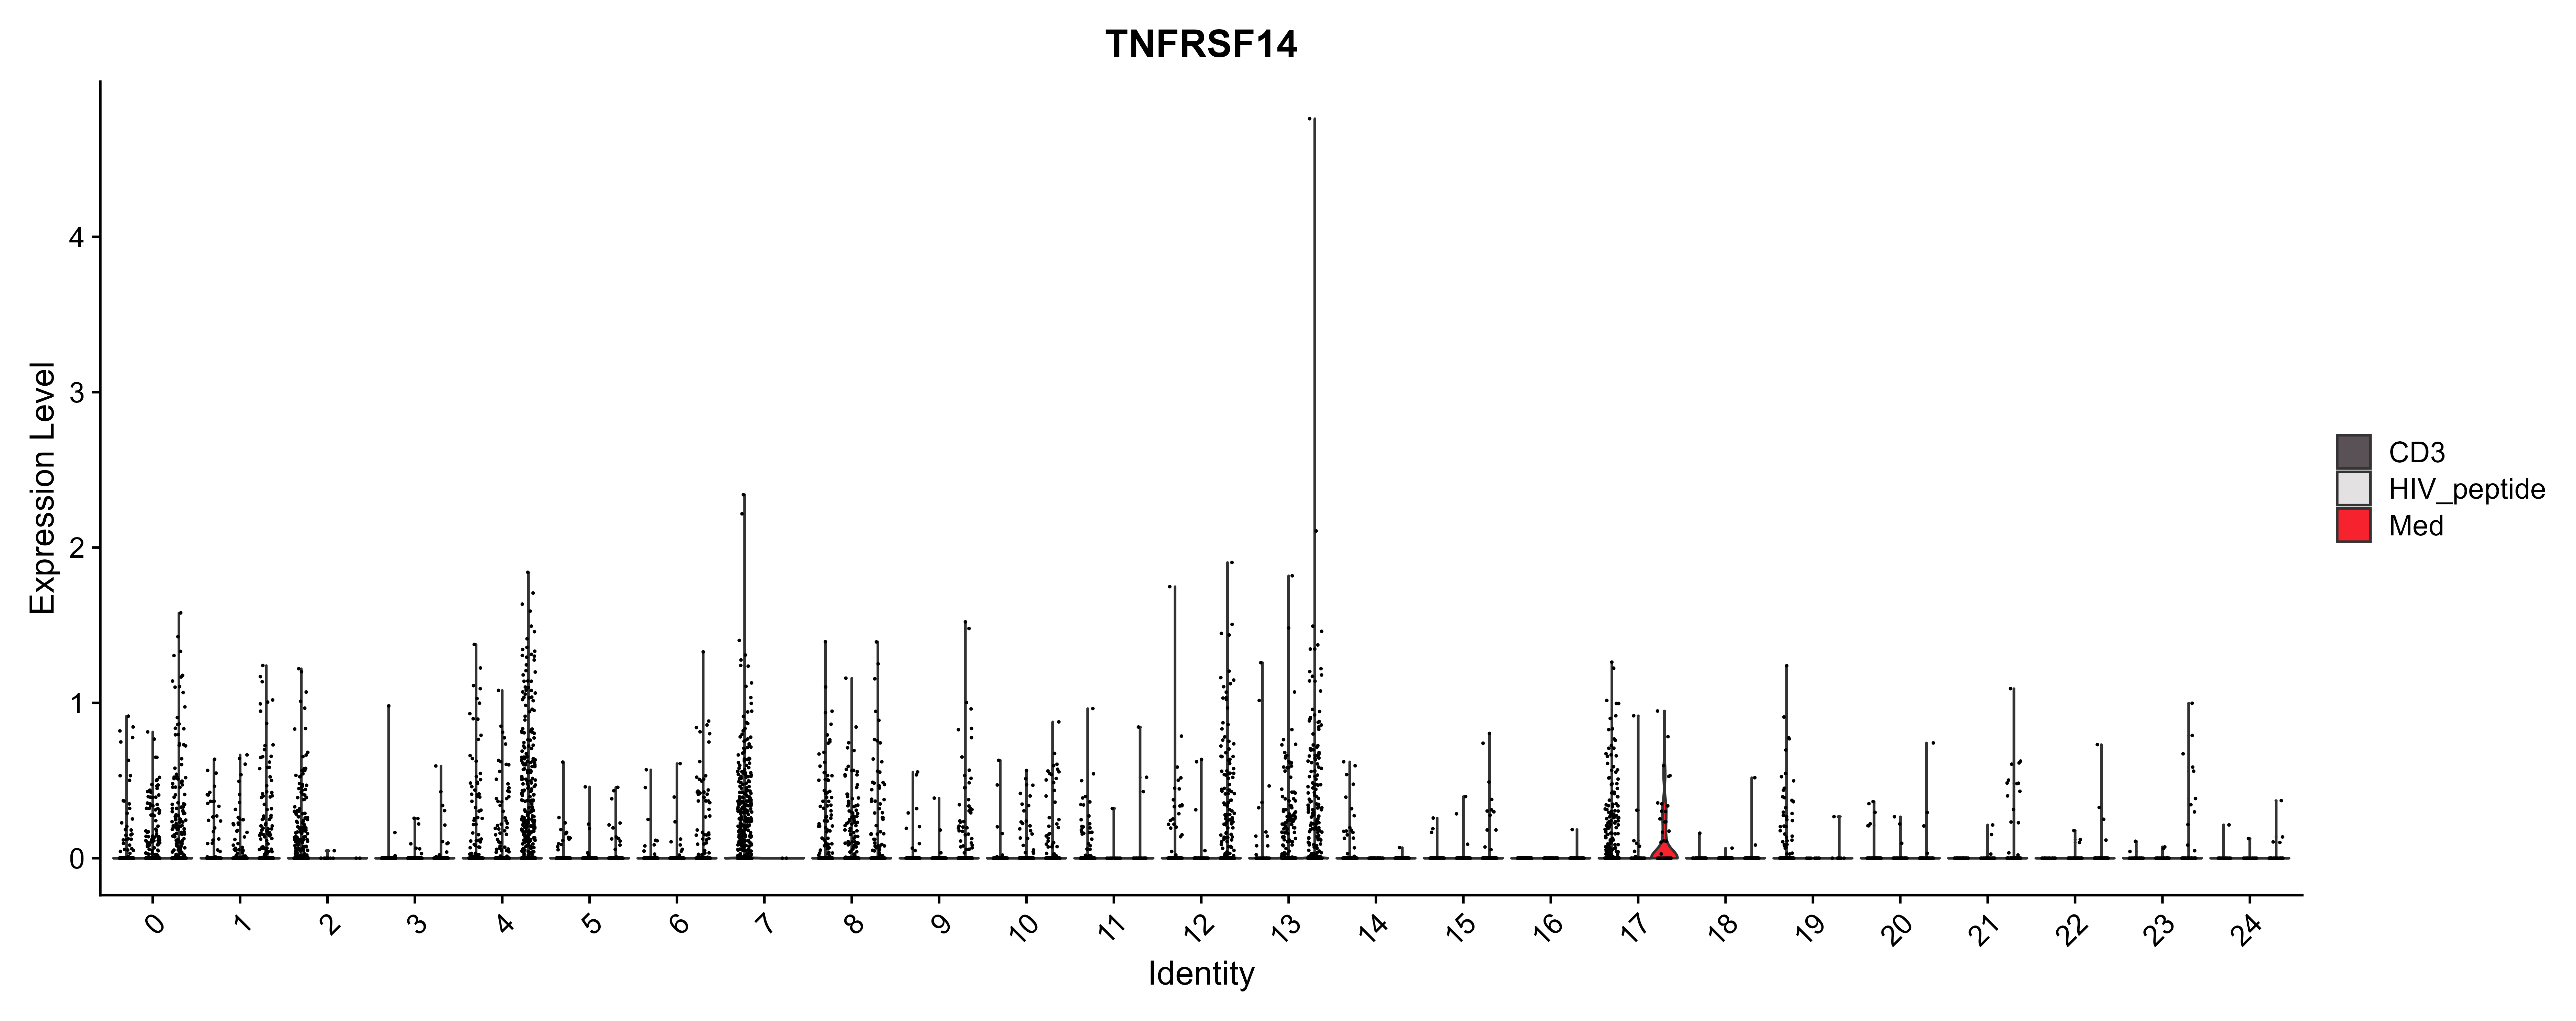 TNFRSF14
Expression Level
4
3
2
1
0
0 1 2 3 4 5 6 7 8 9 10 11 12 13 14 15 16 17 18 19 20 21 22 23 24
Identity
CD3
HIV_peptide
Med